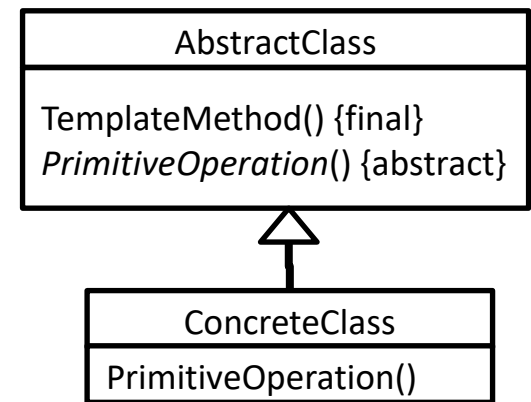 AbstractClass
TemplateMethod() {final}
PrimitiveOperation() {abstract}
ConcreteClass
PrimitiveOperation()